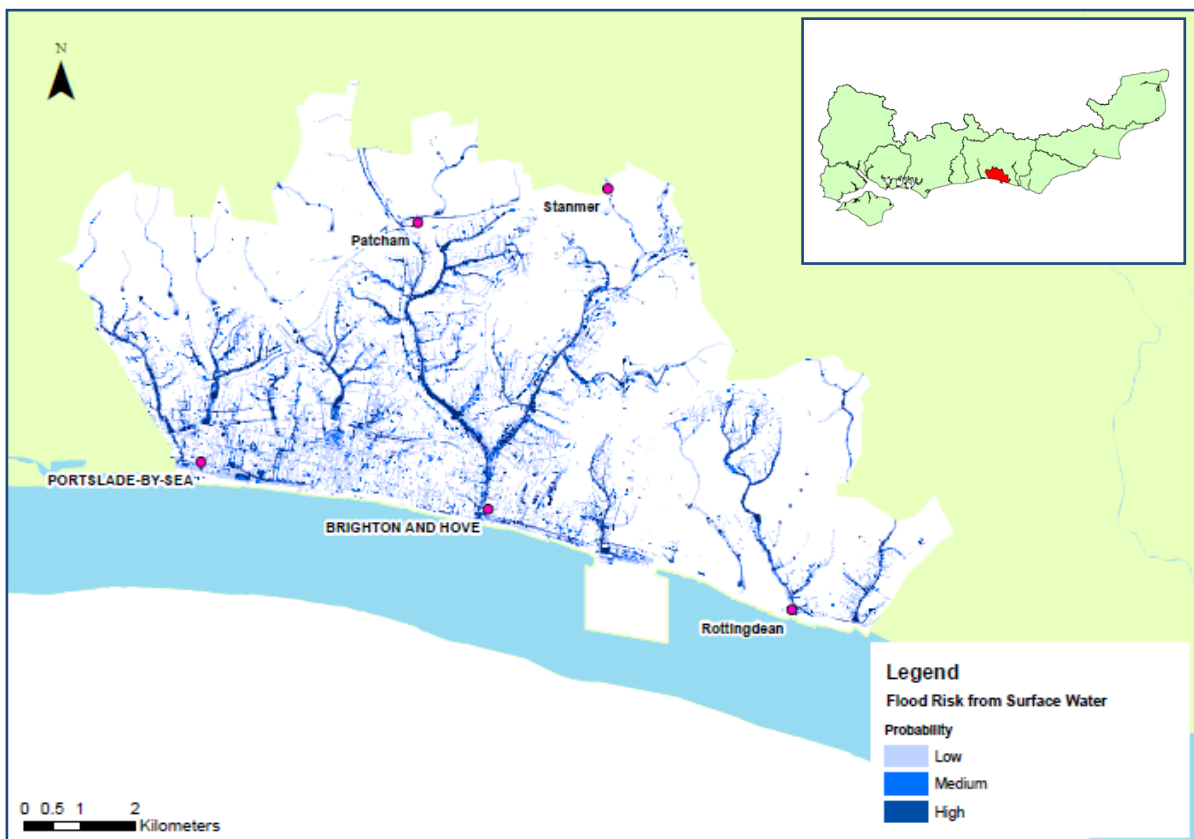 N
Stanmer
Patcham
PORTSLADE-BY-SEA
BRIGHTON AND HOVE
Rottingdean
Legend
Flood Risk from Surface Water
Probability
Low
Medium
High
0 0.5 1 2
Kilometers